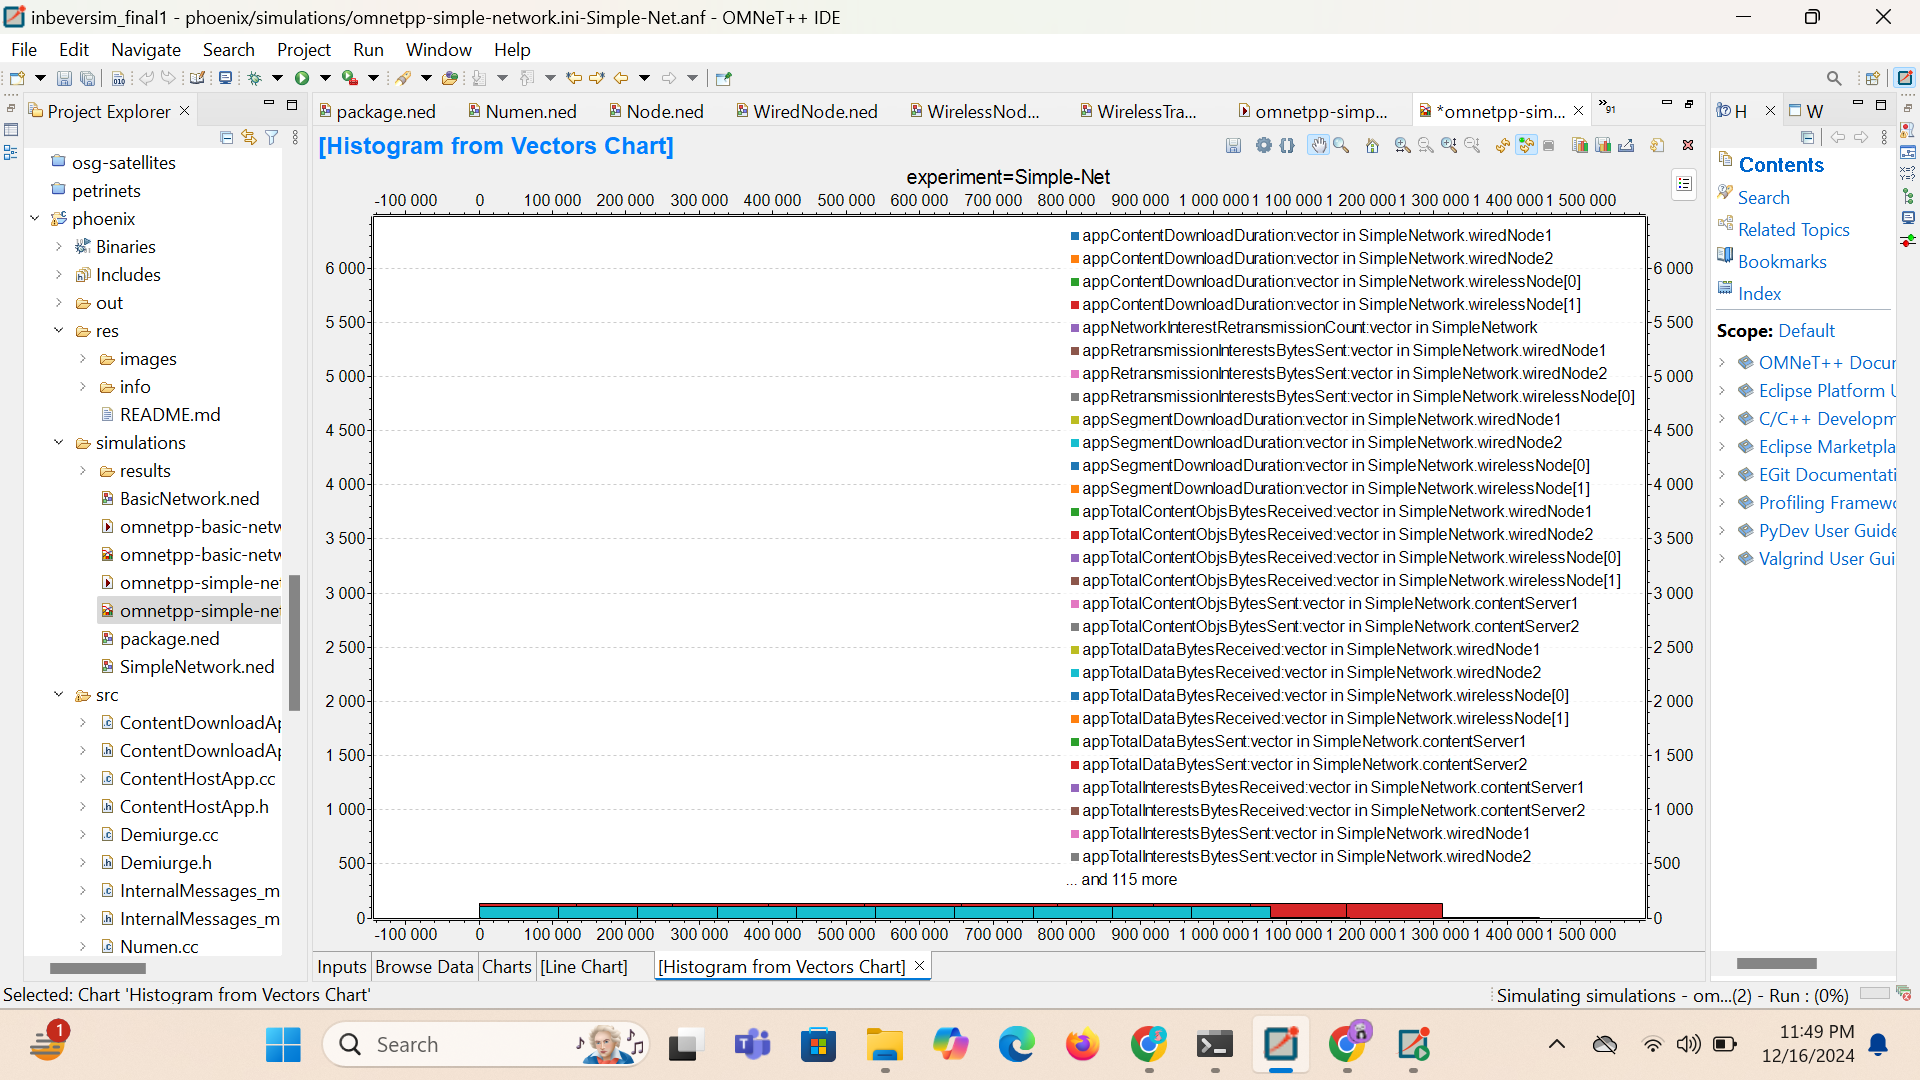 inbeversim_final1 - phoenix/simulations/omnetpp-simple-network.ini-Simple-Net.anf - OMNeT++ IDE
File Edit Navigate Search Project Run Window Help
Project Explorer
package.ned Numen.ned Node.ned WiredNode.ned WirelessNod... WirelessTra... omnetpp-simp... *omnetpp-sim... »91
H W
osg-satellites
petrinets
phoenix
Binaries
Includes
out
res
images
info
README.md
simulations
results
BasicNetwork.ned
omnetpp-basic-netw
omnetpp-basic-netw
omnetpp-simple-net
omnetpp-simple-net
package.ned
SimpleNetwork.ned
src
ContentDownloadAp
ContentDownloadAp
ContentHostApp.cc
ContentHostApp.h
Demiurge.cc
Demiurge.h
InternalMessages_m
InternalMessages_m
Numen.cc
[Histogram from Vectors Chart]
experiment=Simple-Net
-100 000 0 100 000 200 000 300 000 400 000 500 000 600 000 700 000 800 000 900 000 1 000 000 1 100 000 1 200 000 1 300 000 1 400 000 1 500 000
6 000
5 500
5 000
4 500
4 000
3 500
3 000
2 500
2 000
1 500
1 000
500
0
appContentDownloadDuration:vector in SimpleNetwork.wiredNode1
appContentDownloadDuration:vector in SimpleNetwork.wiredNode2
appContentDownloadDuration:vector in SimpleNetwork.wirelessNode[0]
appContentDownloadDuration:vector in SimpleNetwork.wirelessNode[1]
appNetworkInterestRetransmissionCount:vector in SimpleNetwork
appRetransmissionInterestsBytesSent:vector in SimpleNetwork.wiredNode1
appRetransmissionInterestsBytesSent:vector in SimpleNetwork.wiredNode2
appRetransmissionInterestsBytesSent:vector in SimpleNetwork.wirelessNode[0]
appSegmentDownloadDuration:vector in SimpleNetwork.wiredNode1
appSegmentDownloadDuration:vector in SimpleNetwork.wiredNode2
appSegmentDownloadDuration:vector in SimpleNetwork.wirelessNode[0]
appSegmentDownloadDuration:vector in SimpleNetwork.wirelessNode[1]
appTotalContentObjsBytesReceived:vector in SimpleNetwork.wiredNode1
appTotalContentObjsBytesReceived:vector in SimpleNetwork.wiredNode2
appTotalContentObjsBytesReceived:vector in SimpleNetwork.wirelessNode[0]
appTotalContentObjsBytesReceived:vector in SimpleNetwork.wirelessNode[1]
appTotalContentObjsBytesSent:vector in SimpleNetwork.contentServer1
appTotalContentObjsBytesSent:vector in SimpleNetwork.contentServer2
appTotalDataBytesReceived:vector in SimpleNetwork.wiredNode1
appTotalDataBytesReceived:vector in SimpleNetwork.wiredNode2
appTotalDataBytesReceived:vector in SimpleNetwork.wirelessNode[0]
appTotalDataBytesReceived:vector in SimpleNetwork.wirelessNode[1]
appTotalDataBytesSent:vector in SimpleNetwork.contentServer1
appTotalDataBytesSent:vector in SimpleNetwork.contentServer2
appTotalInterestsBytesReceived:vector in SimpleNetwork.contentServer1
appTotalInterestsBytesReceived:vector in SimpleNetwork.contentServer2
appTotalInterestsBytesSent:vector in SimpleNetwork.wiredNode1
appTotalInterestsBytesSent:vector in SimpleNetwork.wiredNode2
... and 115 more
6 000
5 500
5 000
4 500
4 000
3 500
3 000
2 500
2 000
1 500
1 000
500
0
-100 000 0 100 000 200 000 300 000 400 000 500 000 600 000 700 000 800 000 900 000 1 000 000 1 100 000 1 200 000 1 300 000 1 400 000 1 500 000
Inputs Browse Data Charts [Line Chart] [Histogram from Vectors Chart]
Contents
Search
Related Topics
Bookmarks
Index
Scope: Default
OMNeT++ Docur
Eclipse Platform U
C/C++ Developm
Eclipse Marketpla
EGit Documentati
Profiling Framewo
PyDev User Guide
Valgrind User Gui
Selected: Chart 'Histogram from Vectors Chart'
Simulating simulations - om...(2) - Run : (0%)
1
Search
11:49 PM
12/16/2024